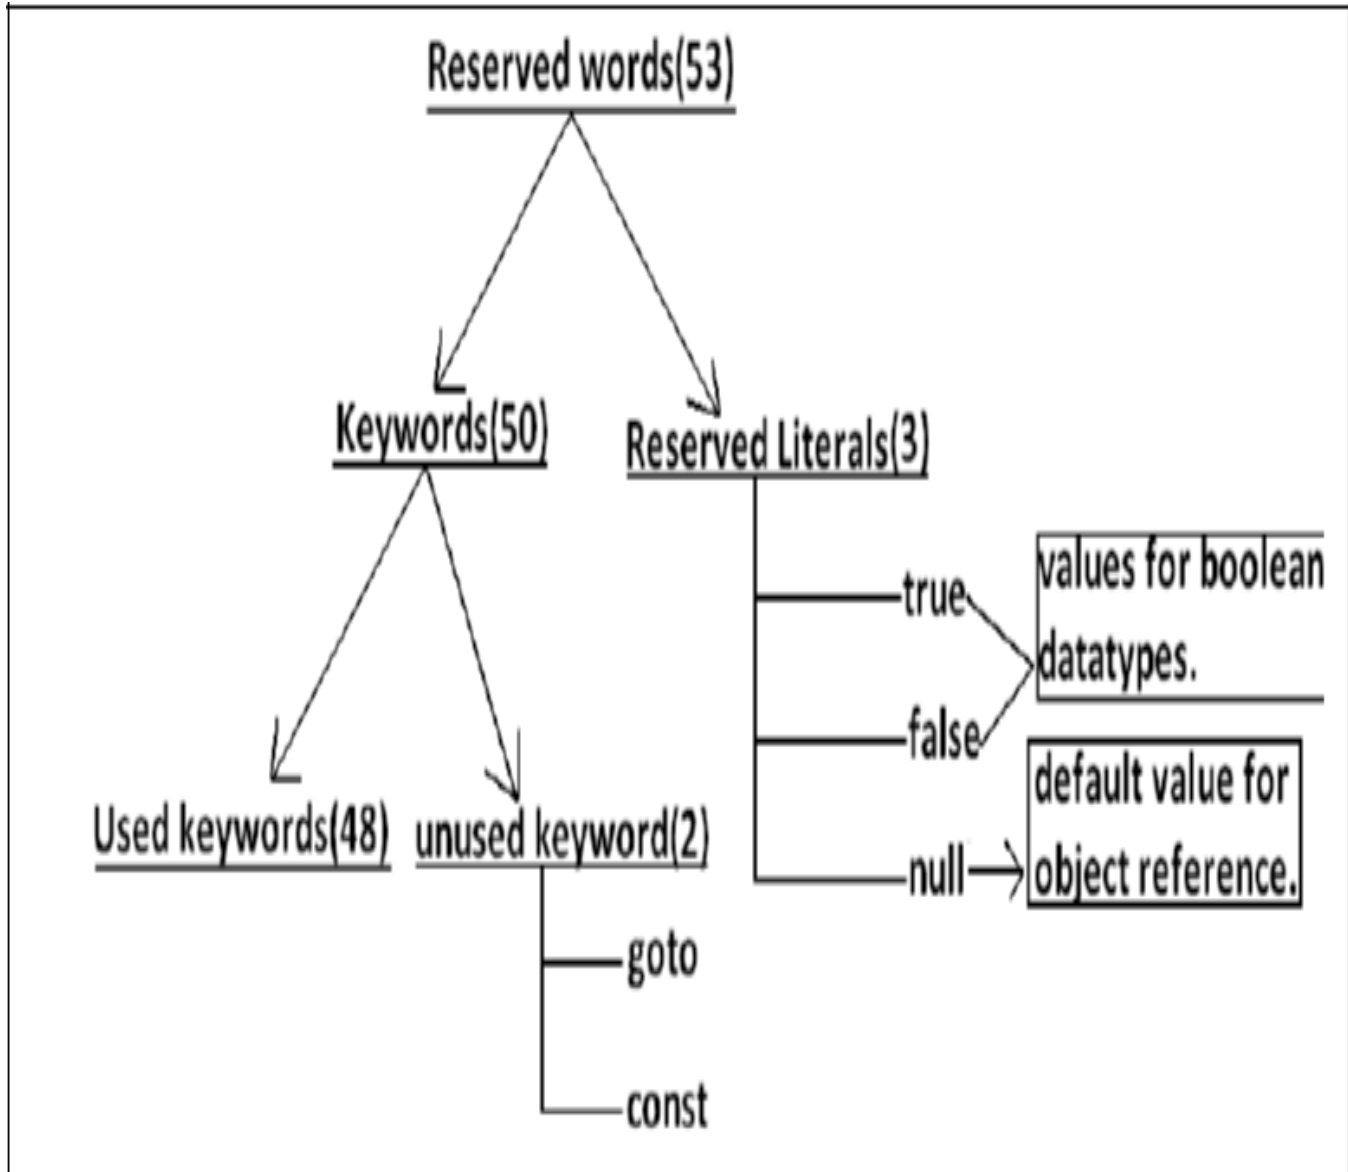 Reserved words(53)
Keywords(50)
Reserved Literals(3)
true
values for boolean
datatypes.
false
default value for
null
object reference.
Used keywords(48)
unused keyword(2)
goto
const